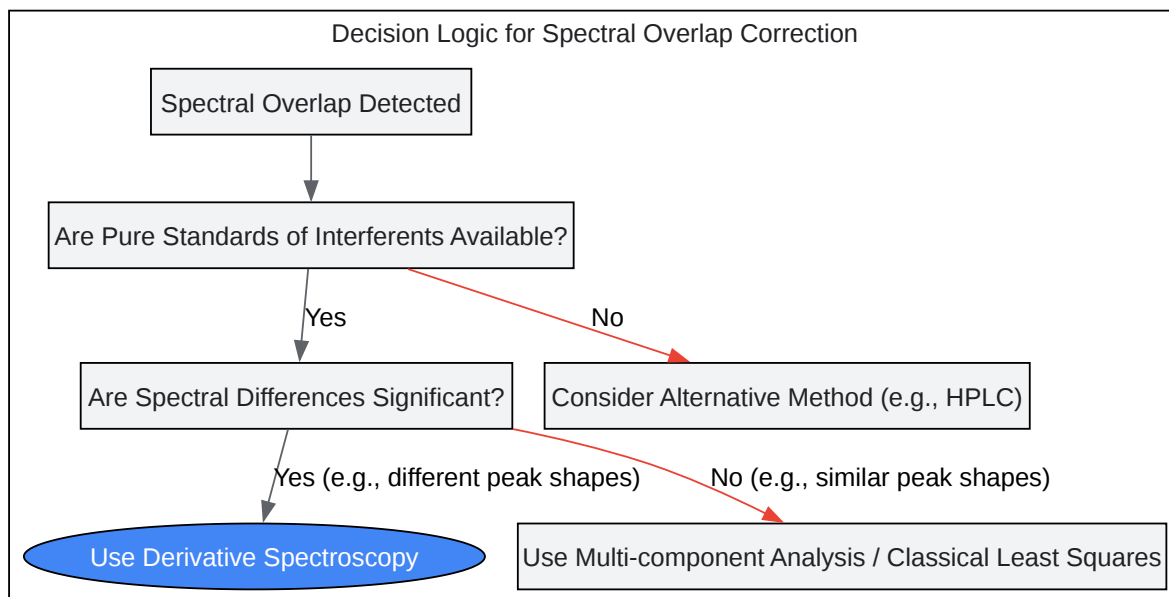 Decision Logic for Spectral Overlap Correction
Spectral Overlap Detected
Are Pure Standards of Interferents Available?
Yes
No
Are Spectral Differences Significant?
Consider Alternative Method (e.g., HPLC)
Yes (e.g., different peak shapes)
No (e.g., similar peak shapes)
Use Derivative Spectroscopy
Use Multi-component Analysis / Classical Least Squares